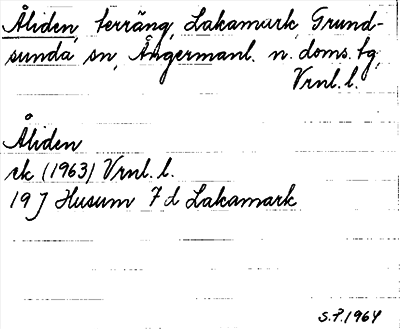 Åliden, terräng, Lakamark, Grund-
sunda sn, Ångermanl. n. doms. tg,
Vrnl. l.
Åliden
rk (1963) Vrnl. l.
19 J Husum 7 d Lakamark
S.P. 1964